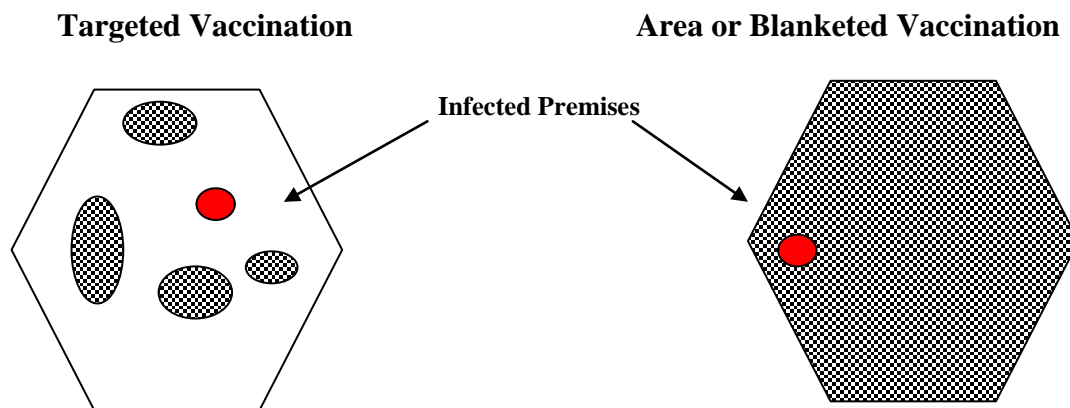 Targeted Vaccination
Area or Blanketed Vaccination
Infected Premises